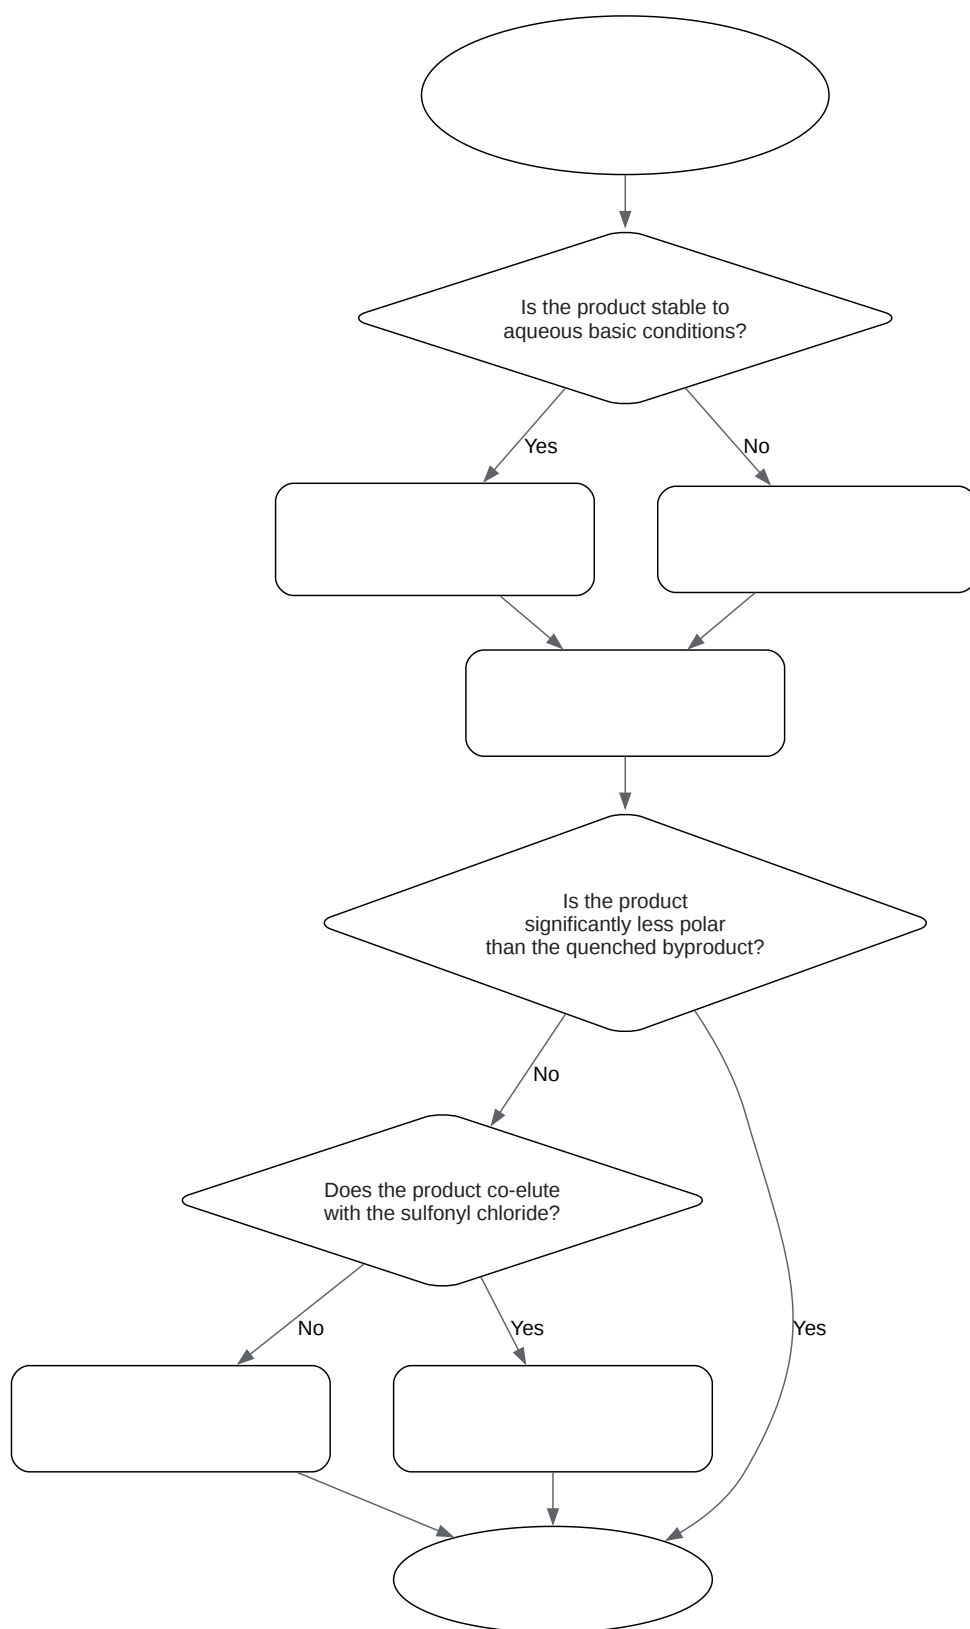 Is the product stable to
aqueous basic conditions?
Yes
No
Is the product
significantly less polar
than the quenched byproduct?
No
Does the product co-elute
with the sulfonyl chloride?
No
Yes
Yes